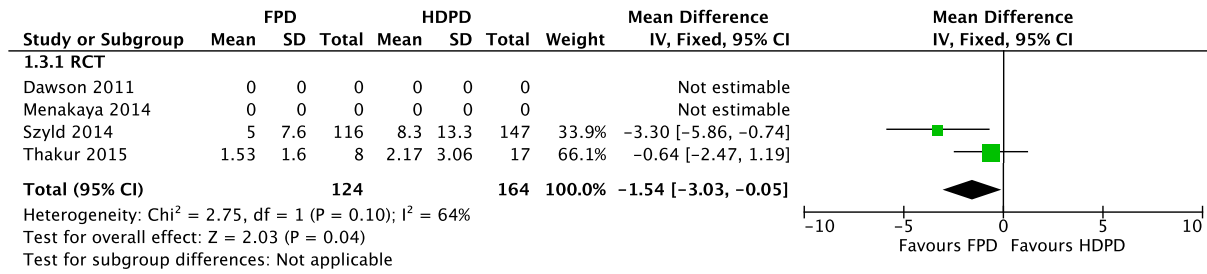 FPD HDPD Mean Difference Mean Difference
Study or Subgroup Mean SD Total Mean SD Total Weight IV, Fixed, 95% CI IV, Fixed, 95% CI
1.3.1 RCT
Dawson 2011 0 0 0 0 0 0 Not estimable
Menakaya 2014 0 0 0 0 0 0 Not estimable
Szyld 2014 5 7.6 116 8.3 13.3 147 33.9% −3.30 [−5.86, −0.74]
Thakur 2015 1.53 1.6 8 2.17 3.06 17 66.1% −0.64 [−2.47, 1.19]
Total (95% CI) 124 164 100.0% −1.54 [−3.03, −0.05]
Heterogeneity: Chi² = 2.75, df = 1 (P = 0.10); I² = 64%
Test for overall effect: Z = 2.03 (P = 0.04)
Test for subgroup differences: Not applicable
−10 −5 0 5 10
Favours FPD Favours HDPD